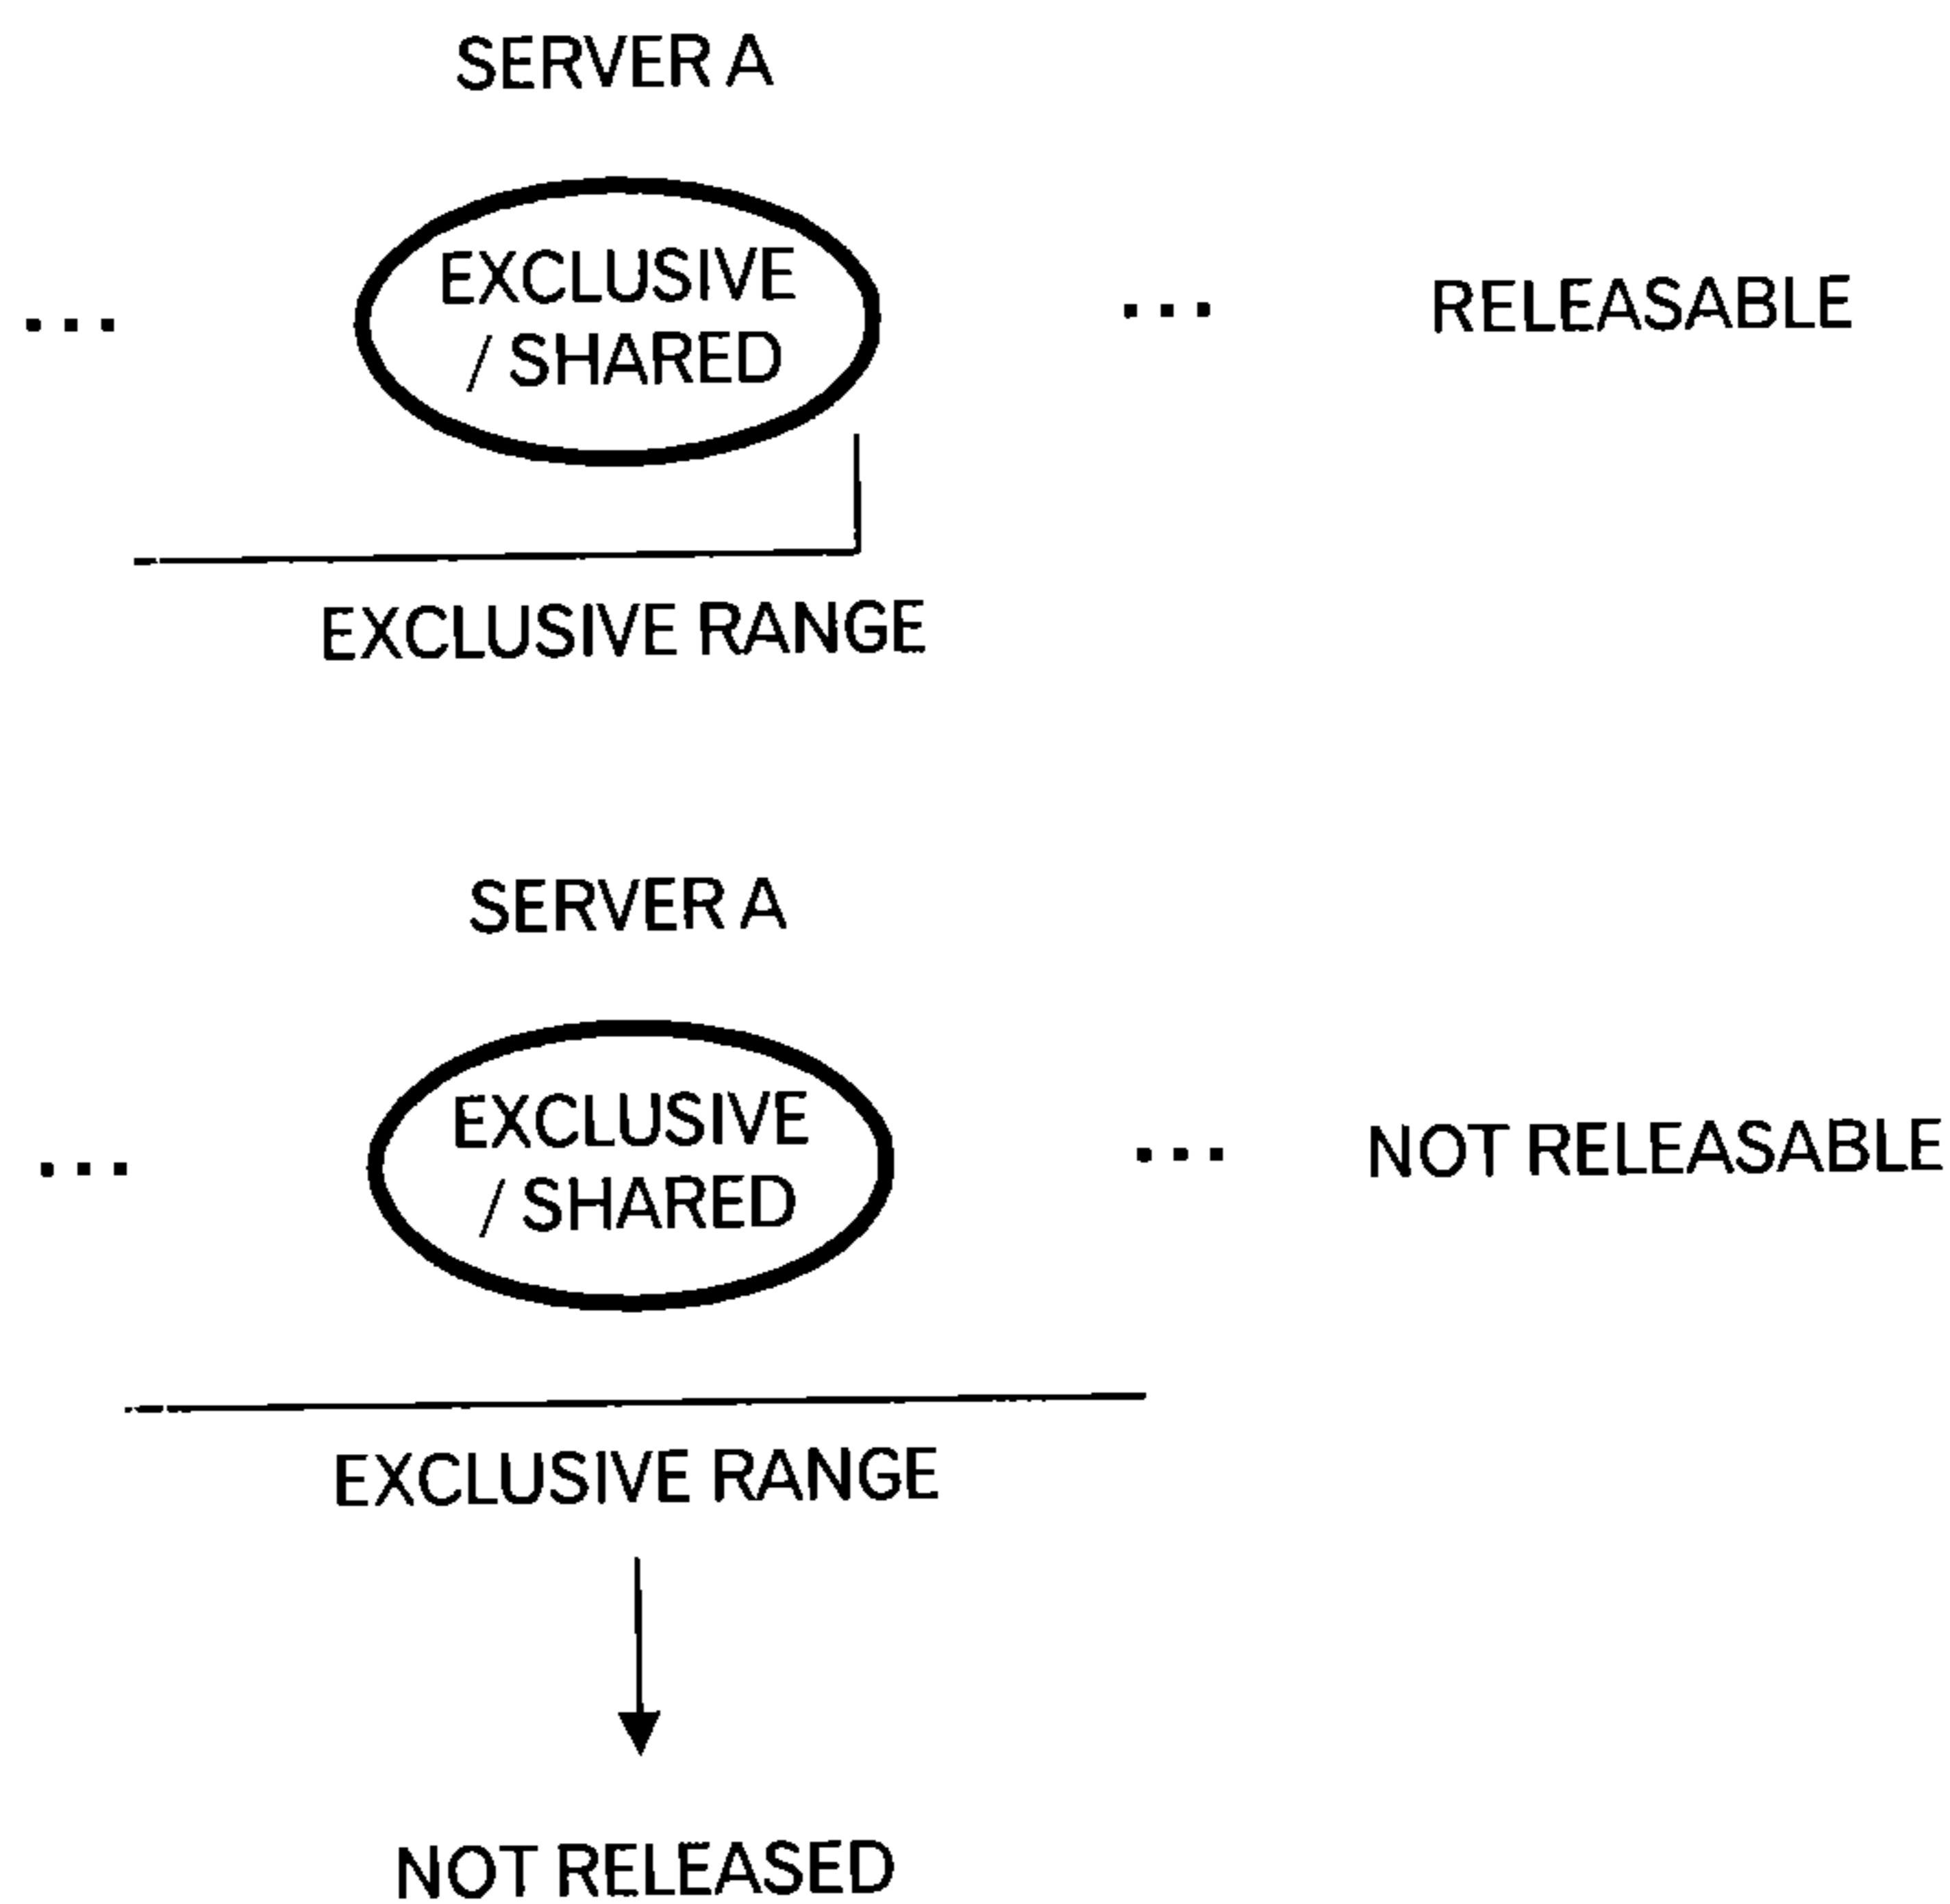 SERVER A
EXCLUSIVE
/ SHARED
... ... RELEASABLE
EXCLUSIVE RANGE
SERVER A
EXCLUSIVE
/ SHARED
... ... NOT RELEASABLE
EXCLUSIVE RANGE
NOT RELEASED